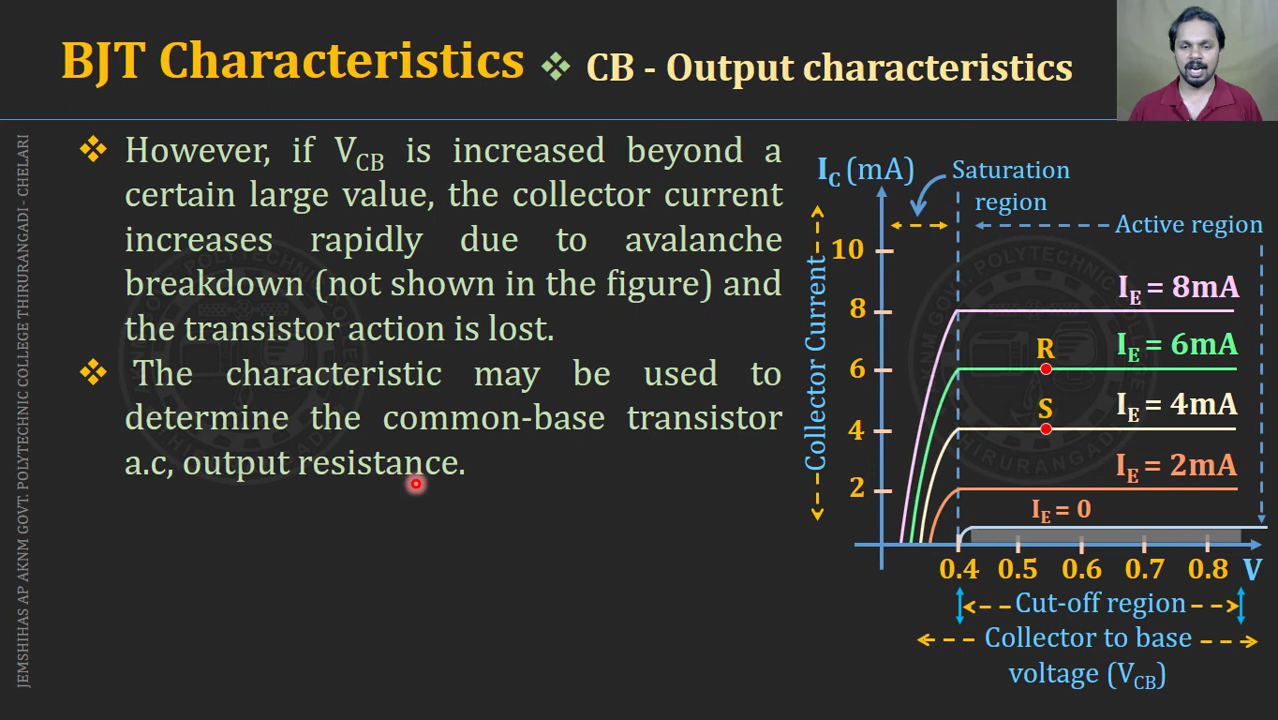 BJT Characteristics ❖ CB - Output characteristics
❖ However, if VCB is increased beyond a
certain large value, the collector current
increases rapidly due to avalanche
breakdown (not shown in the figure) and
the transistor action is lost.
❖ The characteristic may be used to
determine the common-base transistor
a.c, output resistance.
JEMSHIHAS AP AKNM GOVT. POLYTECHNIC COLLEGE THIRURANGADI - CHELARI
IC (mA)
Saturation
region
Active region
Collector Current
10
8
6
4
2
IE = 8mA
R
IE = 6mA
S
IE = 4mA
IE = 2mA
IE = 0
0.4 0.5 0.6 0.7 0.8 V
Cut-off region
Collector to base
voltage (VCB)